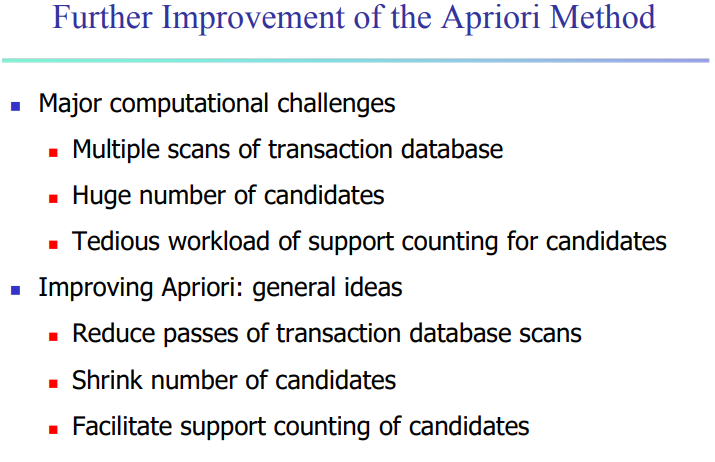 Further Improvement of the Apriori Method
Major computational challenges
Multiple scans of transaction database
Huge number of candidates
Tedious workload of support counting for candidates
Improving Apriori: general ideas
Reduce passes of transaction database scans
Shrink number of candidates
Facilitate support counting of candidates